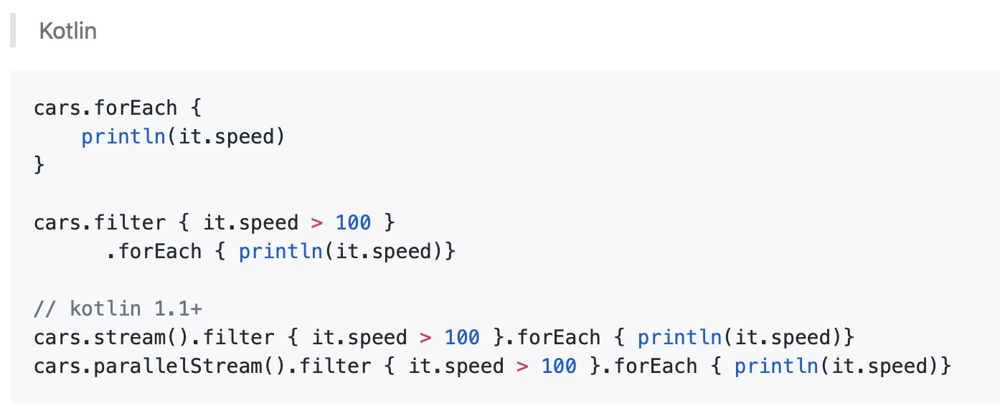 Kotlin
cars.forEach {
    println(it.speed)
}
cars.filter { it.speed > 100 }
      .forEach { println(it.speed)}
// kotlin 1.1+
cars.stream().filter { it.speed > 100 }.forEach { println(it.speed)}
cars.parallelStream().filter { it.speed > 100 }.forEach { println(it.speed)}